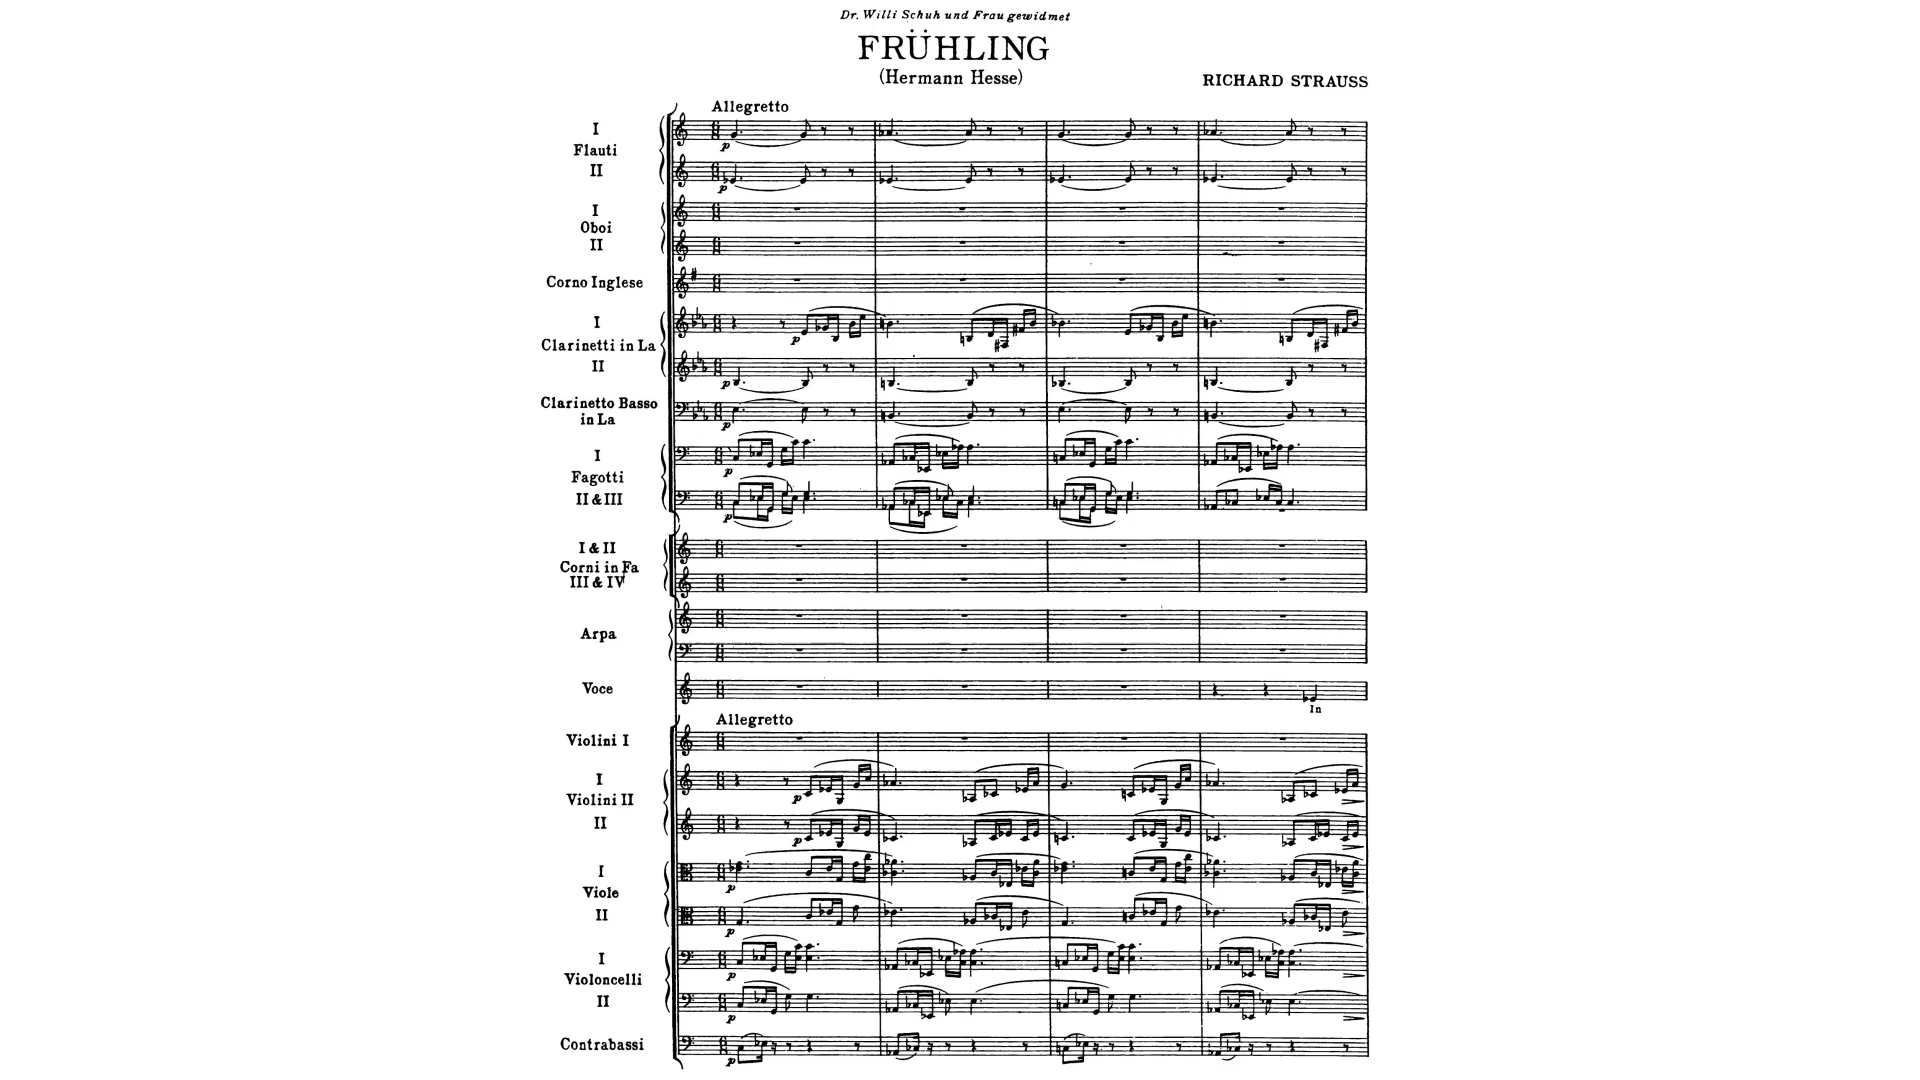 Dr. Willi Schuh und Frau gewidmet
FRÜHLING
(Hermann Hesse)
RICHARD STRAUSS
Allegretto
I
Flauti
II
p
p
I
Oboi
II
Corno Inglese
I
Clarinetti in La
II
p
p
Clarinetto Basso
in La
p
I
Fagotti
II & III
p
p
I & II
Corni in Fa
III & IV
Arpa
Voce
In
Allegretto
Violini I
I
Violini II
II
p
p
I
Viole
II
p
p
I
Violoncelli
II
p
p
Contrabassi
p